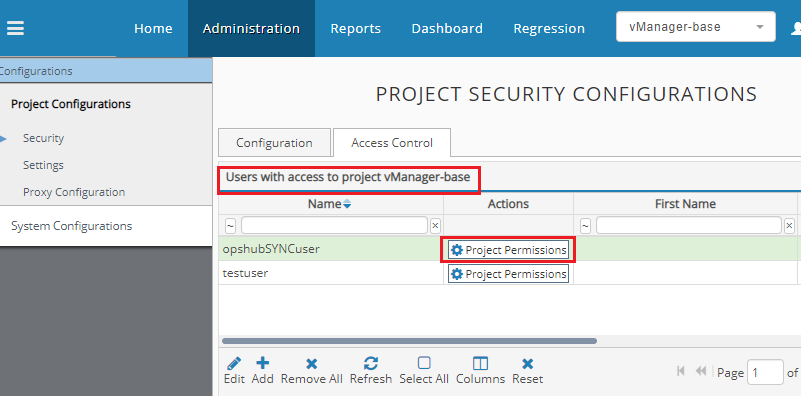 Home Administration Reports Dashboard Regression vManager-base
Configurations
Project Configurations
Security
Settings
Proxy Configuration
System Configurations
PROJECT SECURITY CONFIGURATIONS
Configuration Access Control
Users with access to project vManager-base
Name Actions First Name
~ × ~ ×
opshubSYNCuser Project Permissions
testuser Project Permissions
Edit Add Remove All Refresh Select All Columns Reset Page 1 of